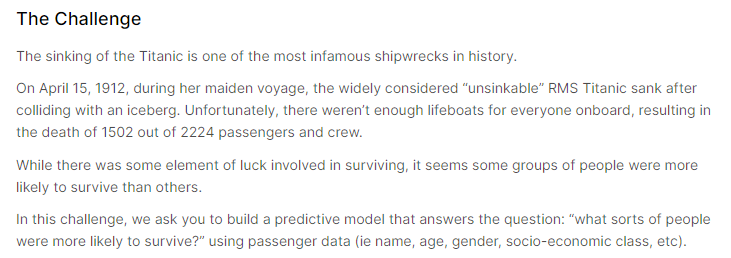 The Challenge
The sinking of the Titanic is one of the most infamous shipwrecks in history.
On April 15, 1912, during her maiden voyage, the widely considered “unsinkable” RMS Titanic sank after
colliding with an iceberg. Unfortunately, there weren’t enough lifeboats for everyone onboard, resulting in
the death of 1502 out of 2224 passengers and crew.
While there was some element of luck involved in surviving, it seems some groups of people were more
likely to survive than others.
In this challenge, we ask you to build a predictive model that answers the question: “what sorts of people
were more likely to survive?” using passenger data (ie name, age, gender, socio-economic class, etc).